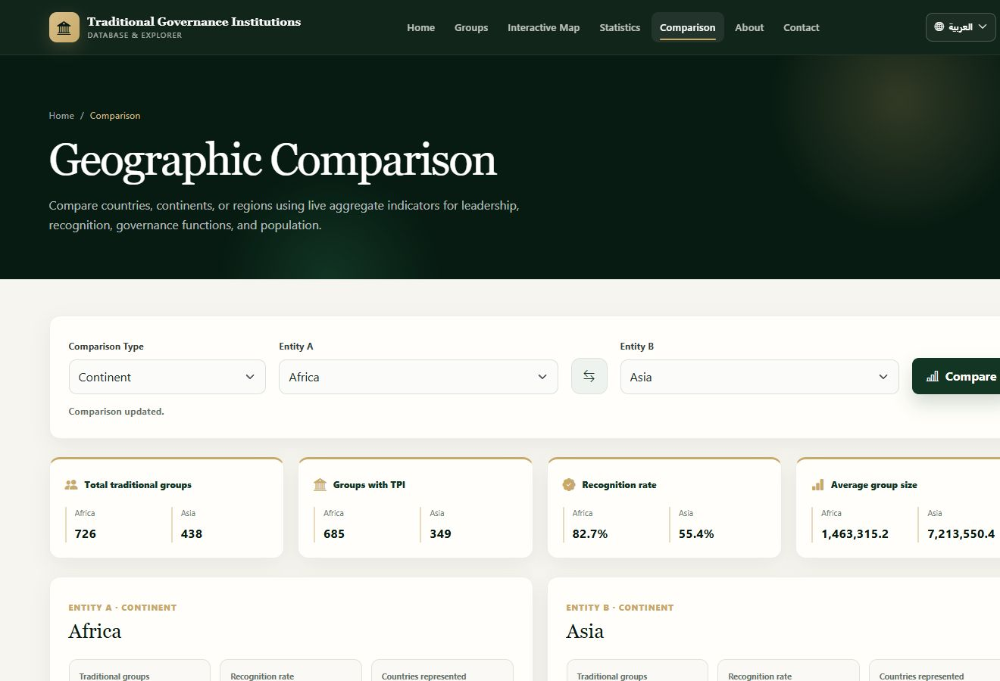 Traditional Governance Institutions
DATABASE & EXPLORER
Home
Groups
Interactive Map
Statistics
Comparison
About
Contact
العربية
Home / Comparison
Geographic Comparison
Compare countries, continents, or regions using live aggregate indicators for leadership,
recognition, governance functions, and population.
Comparison Type
Entity A
Entity B
Continent
Africa
Asia
Compare
Comparison updated.
Total traditional groups
Africa
Asia
726
438
Groups with TPI
Africa
Asia
685
349
Recognition rate
Africa
Asia
82.7%
55.4%
Average group size
Africa
Asia
1,463,315.2
7,213,550.4
ENTITY A · CONTINENT
Africa
Traditional groups
Recognition rate
Countries represented
ENTITY B · CONTINENT
Asia
Traditional groups
Recognition rate
Countries represented